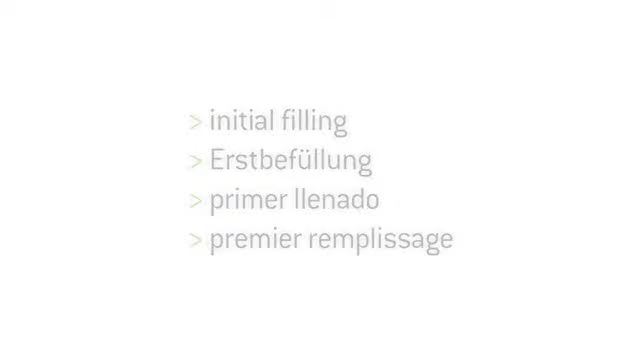 > initial filling
> Erstbefüllung
> primer llenado
> premier remplissage